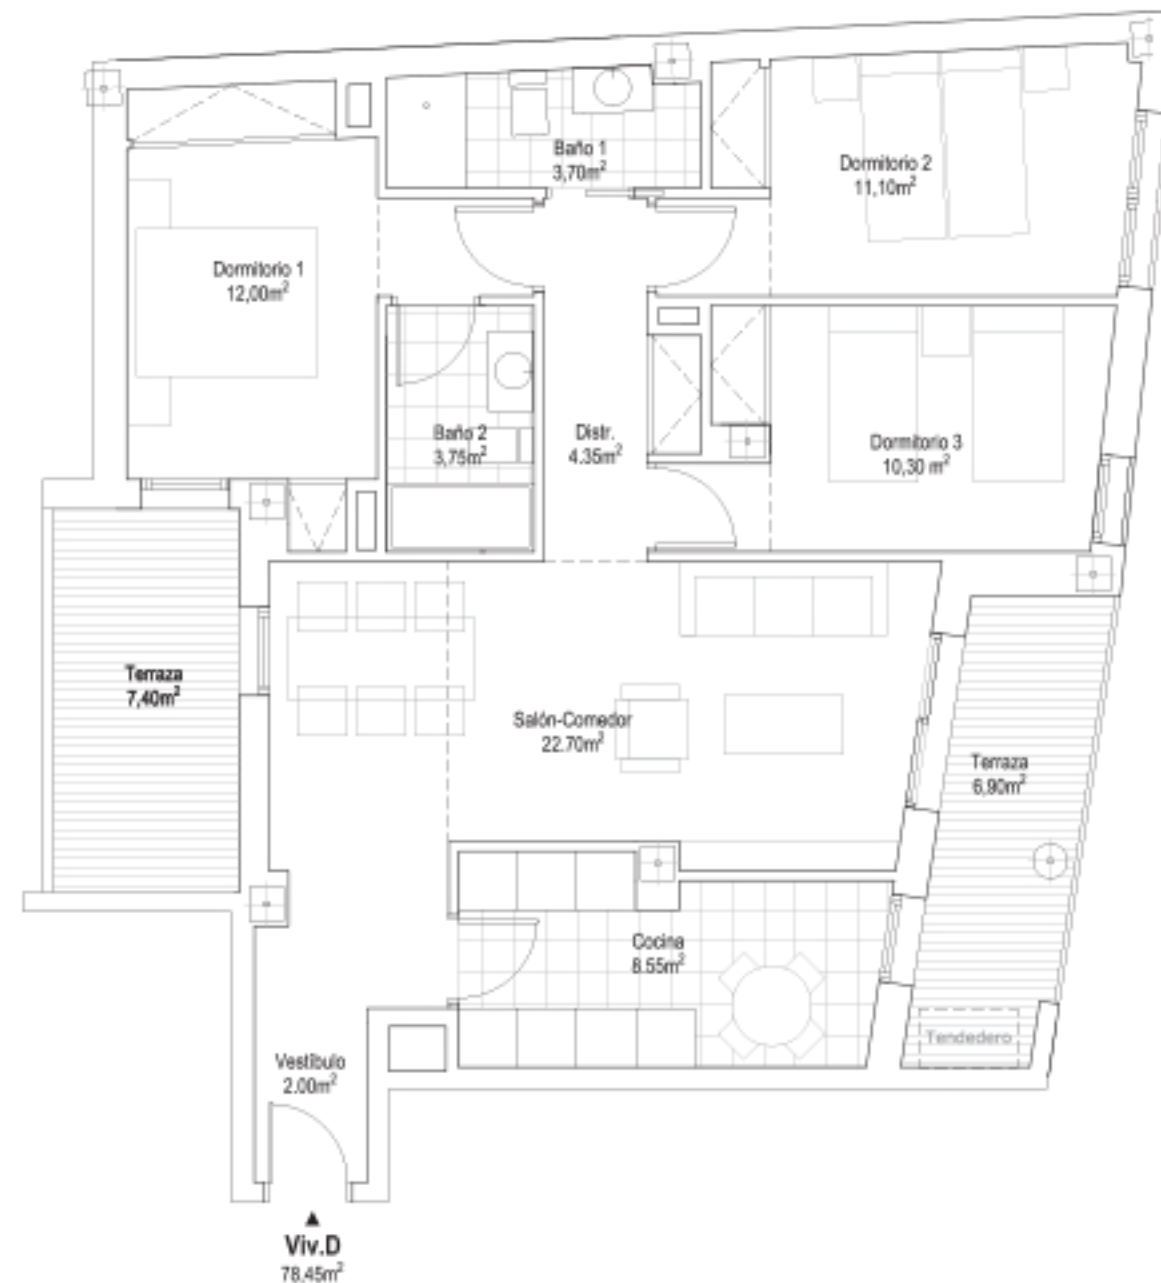 Baño 1
3,70m²
Dormitorio 2
11,10m²
Dormitorio 1
12,00m²
Baño 2
3,75m²
Distr.
4.35m²
Dormitorio 3
10,30 m²
Terraza
7,40m²
Salón-Comedor
22.70m²
Terraza
6,90m²
Cocina
8.55m²
Tendedero
Vestíbulo
2.00m²
Viv.D
78,45m²